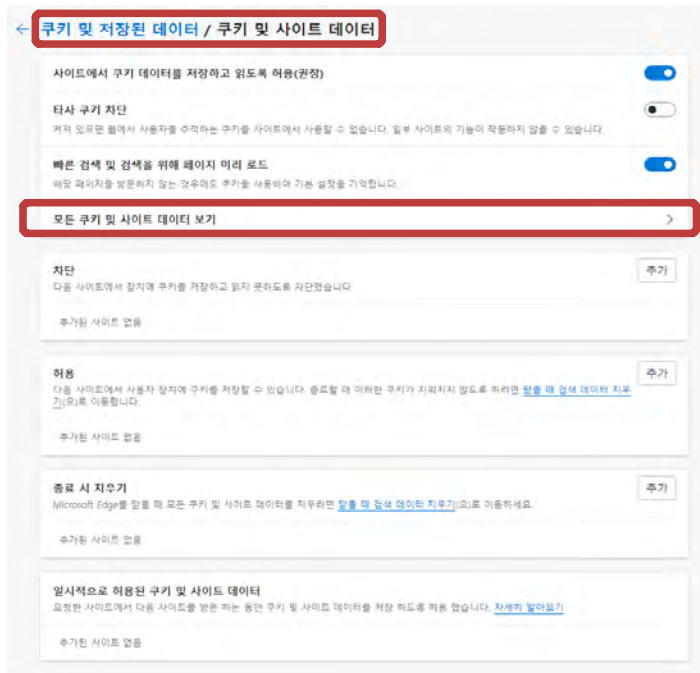 ← 쿠키 및 저장된 데이터 / 쿠키 및 사이트 데이터
사이트에서 쿠키 데이터를 저장하고 읽도록 허용(권장)
타사 쿠키 차단
켜져 있으면 웹에서 사용자를 추적하는 쿠키를 사이트에서 사용할 수 없습니다. 일부 사이트의 기능이 작동하지 않을 수 있습니다.
빠른 검색 및 검색을 위해 페이지 미리 로드
해당 페이지를 방문하지 않는 경우에도 쿠키를 사용하여 기본 설정을 기억합니다.
모든 쿠키 및 사이트 데이터 보기
차단 추가
다음 사이트에서 장치에 쿠키를 저장하고 읽지 못하도록 차단했습니다.
추가된 사이트 없음
허용 추가
다음 사이트에서 사용자 장치에 쿠키를 저장할 수 있습니다. 종료할 때 이러한 쿠키가 지워지지 않도록 하려면 닫을 때 검색 데이터 지우
기(으)로 이동합니다.
추가된 사이트 없음
종료 시 지우기 추가
Microsoft Edge를 닫을 때 모든 쿠키 및 사이트 데이터를 지우려면 닫을 때 검색 데이터 지우기(으)로 이동하세요.
추가된 사이트 없음
일시적으로 허용된 쿠키 및 사이트 데이터
요청한 사이트에서 다음 사이트를 방문 하는 동안 쿠키 및 사이트 데이터를 저장 하도록 허용 했습니다. 자세히 알아보기
추가된 사이트 없음